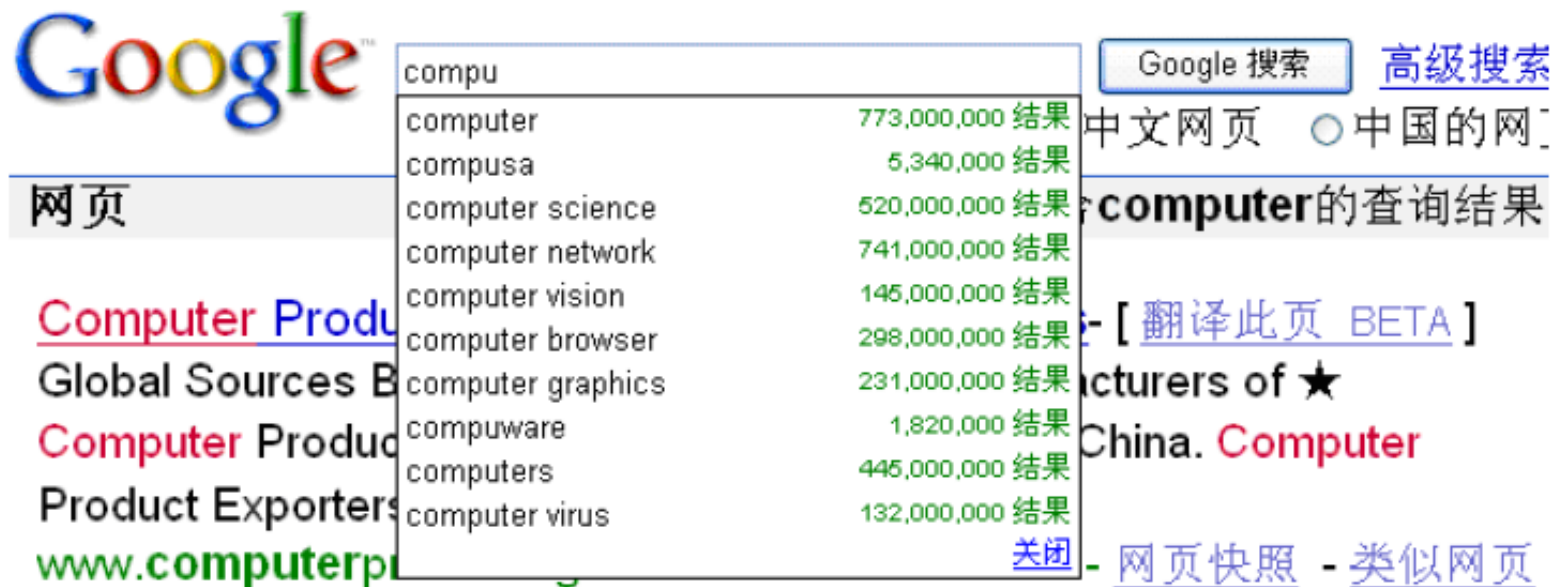 Google™ compu Google 搜索 高级搜索
computer 773,000,000 结果 中文网页 中国的网
compusa 5,340,000 结果
网页 computer science 520,000,000 结果 computer的查询结果
computer network 741,000,000 结果
computer vision 145,000,000 结果
Computer Produ - [ 翻译此页 BETA ]
computer browser 298,000,000 结果
Global Sources B computer graphics 231,000,000 结果 acturers of ★
Computer Produc compuware 1,820,000 结果 China. Computer
computers 445,000,000 结果
Product Exporters computer virus 132,000,000 结果
关闭
www.computerpr - 网页快照 - 类似网页